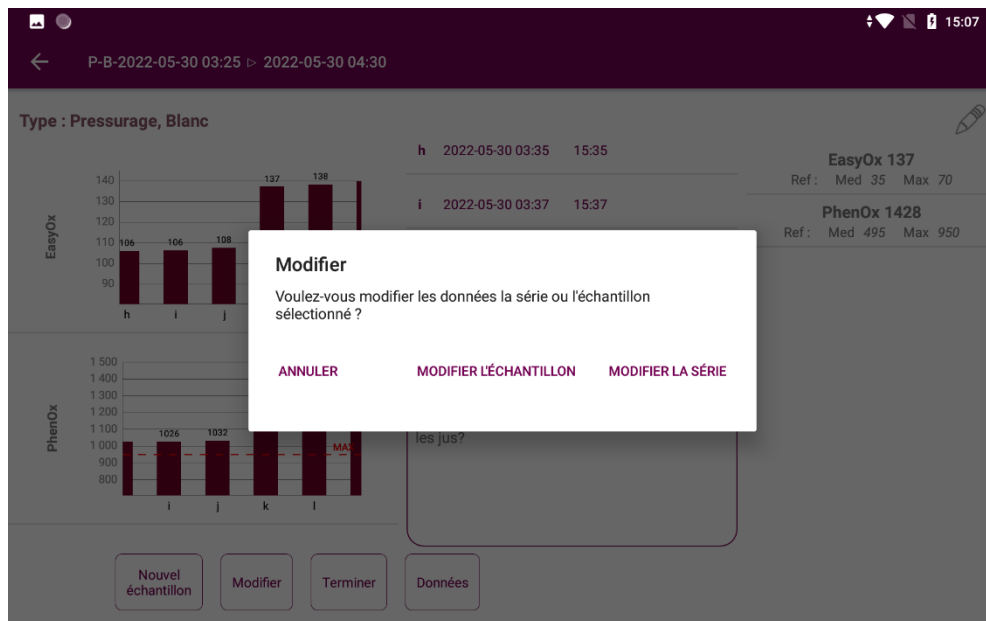 15:07
P-B-2022-05-30 03:25 ▷ 2022-05-30 04:30
Type : Pressurage, Blanc
EasyOx
140
130
120
110
100
90
106
106
108
137
138
h
i
j
PhenOx
1 500
1 400
1 300
1 200
1 100
1 000
900
800
1026
1032
MAX
i
j
k
l
h 2022-05-30 03:35 15:35
i 2022-05-30 03:37 15:37
les jus?
EasyOx 137
Ref : Med 35 Max 70
PhenOx 1428
Ref : Med 495 Max 950
Modifier
Voulez-vous modifier les données la série ou l'échantillon
sélectionné ?
ANNULER
MODIFIER L'ÉCHANTILLON
MODIFIER LA SÉRIE
Nouvel
échantillon
Modifier
Terminer
Données